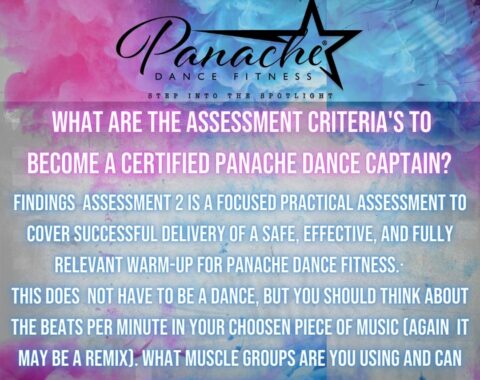 Panache®
DANCE FITNESS
STEP INTO THE SPOTLIGHT
WHAT ARE THE ASSESSMENT CRITERIA'S TO
BECOME A CERTIFIED PANACHE DANCE CAPTAIN?
FINDINGS ASSESSMENT 2 IS A FOCUSED PRACTICAL ASSESSMENT TO
COVER SUCCESSFUL DELIVERY OF A SAFE, EFFECTIVE, AND FULLY
RELEVANT WARM-UP FOR PANACHE DANCE FITNESS.·
THIS DOES NOT HAVE TO BE A DANCE, BUT YOU SHOULD THINK ABOUT
THE BEATS PER MINUTE IN YOUR CHOOSEN PIECE OF MUSIC (AGAIN IT
MAY BE A REMIX). WHAT MUSCLE GROUPS ARE YOU USING AND CAN